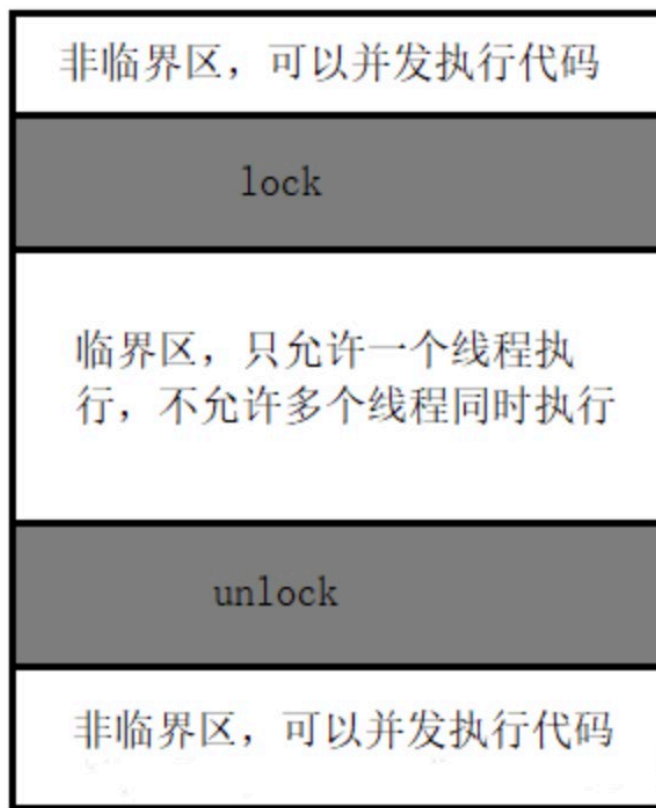 非临界区，可以并发执行代码
lock
临界区，只允许一个线程执
行，不允许多个线程同时执行
unlock
非临界区，可以并发执行代码